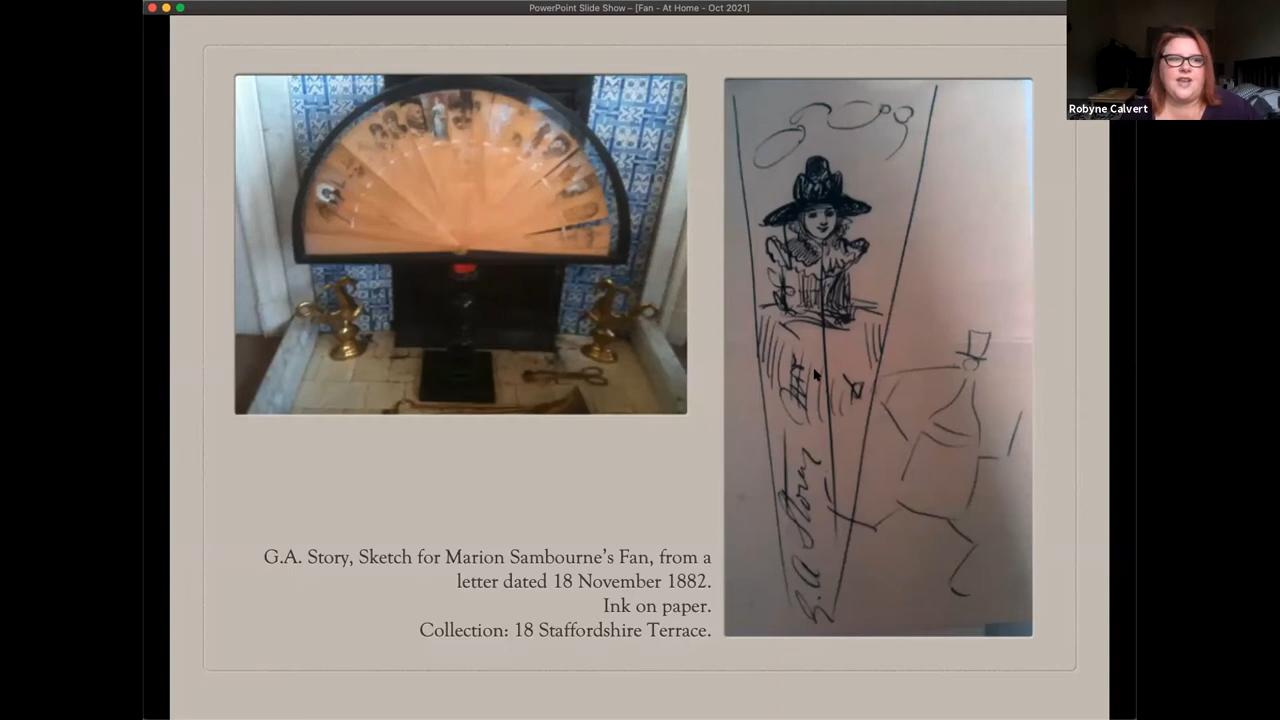 PowerPoint Slide Show – [Fan - At Home - Oct 2021]
Robyne Calvert
G.A. Story, Sketch for Marion Sambourne's Fan, from a
letter dated 18 November 1882.
Ink on paper.
Collection: 18 Staffordshire Terrace.
G.A Storey